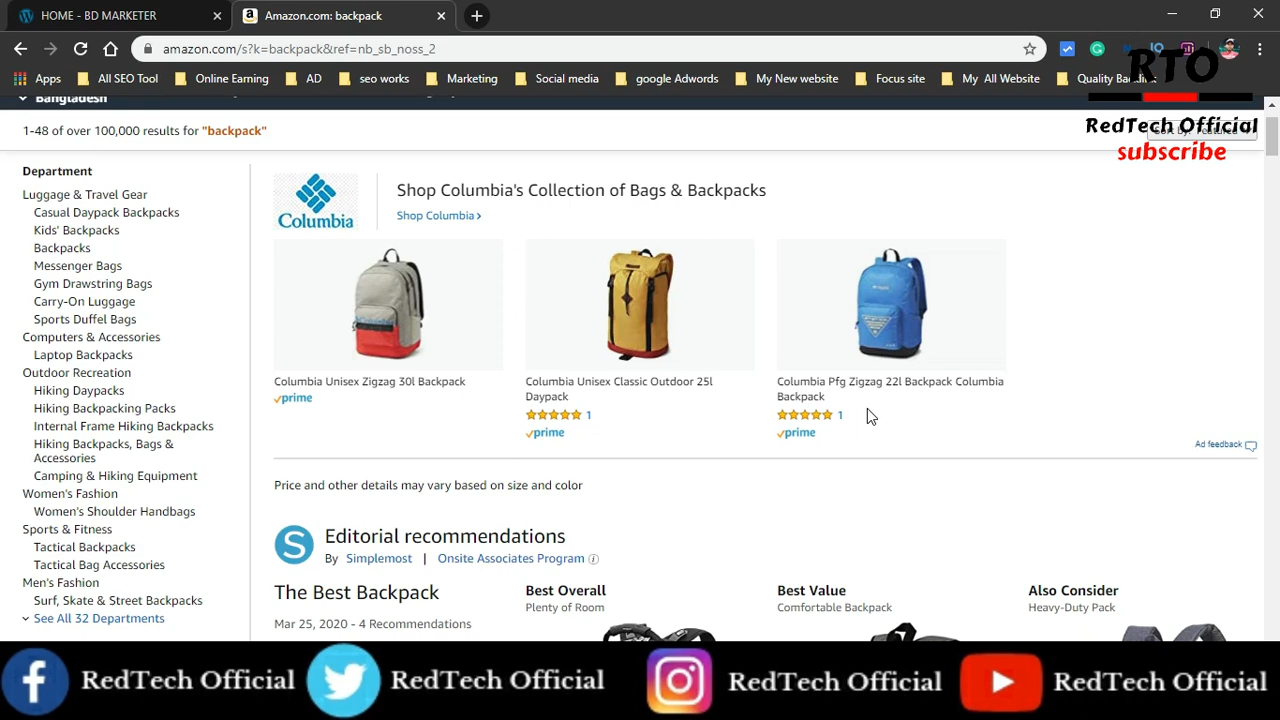 HOME - BD MARKETER
Amazon.com: backpack
amazon.com/s?k=backpack&ref=nb_sb_noss_2
Apps
All SEO Tool
Online Earning
AD
seo works
Marketing
Social media
google Adwords
My New website
Focus site
My All Website
Quality
RTO
RedTech Official
subscribe
Bangladesh
1-48 of over 100,000 results for "backpack"
Department
Luggage & Travel Gear
Casual Daypack Backpacks
Kids' Backpacks
Backpacks
Messenger Bags
Gym Drawstring Bags
Carry-On Luggage
Sports Duffel Bags
Computers & Accessories
Laptop Backpacks
Outdoor Recreation
Hiking Daypacks
Hiking Backpacking Packs
Internal Frame Hiking Backpacks
Hiking Backpacks, Bags &
Accessories
Camping & Hiking Equipment
Women's Fashion
Women's Shoulder Handbags
Sports & Fitness
Tactical Backpacks
Tactical Bag Accessories
Men's Fashion
Surf, Skate & Street Backpacks
See All 32 Departments
Columbia
Shop Columbia's Collection of Bags & Backpacks
Shop Columbia
Columbia Unisex Zigzag 30l Backpack
prime
Columbia Unisex Classic Outdoor 25l
Daypack
1
prime
Columbia Pfg Zigzag 22l Backpack Columbia
Backpack
1
prime
Ad feedback
Price and other details may vary based on size and color
S
Editorial recommendations
By Simplemost | Onsite Associates Program
The Best Backpack
Mar 25, 2020 - 4 Recommendations
Best Overall
Plenty of Room
Best Value
Comfortable Backpack
Also Consider
Heavy-Duty Pack
RedTech Official
RedTech Official
RedTech Official
RedTech Official